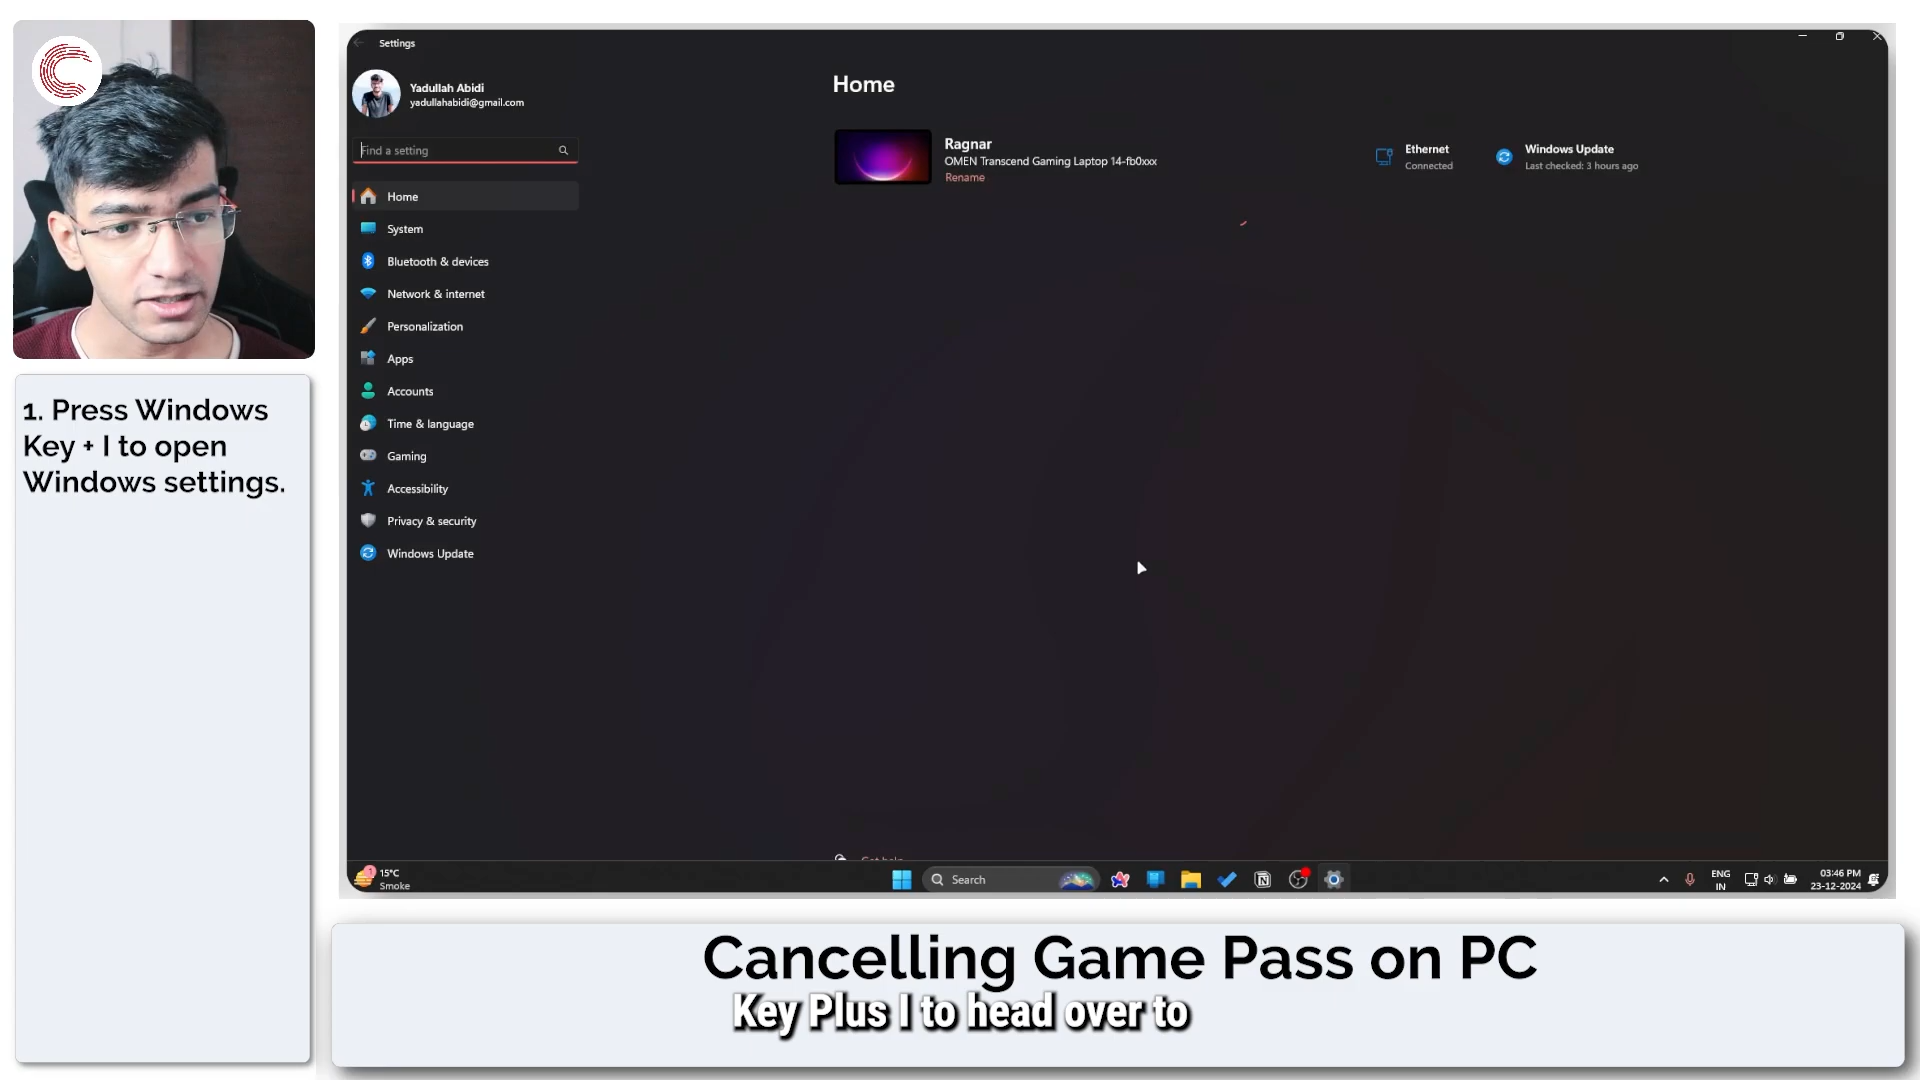 1. Press Windows
Key + I to open
Windows settings.
Settings
Yadullah Abidi
yadullahabidi@gmail.com
Find a setting
Home
System
Bluetooth & devices
Network & internet
Personalization
Apps
Accounts
Time & language
Gaming
Accessibility
Privacy & security
Windows Update
Home
Ragnar
OMEN Transcend Gaming Laptop 14-fb0xxx
Rename
Ethernet
Connected
Windows Update
Last checked: 3 hours ago
Get help
1
15°C
Smoke
Search
ENG
IN
03:46 PM
23-12-2024
Cancelling Game Pass on PC
Key Plus I to head over to